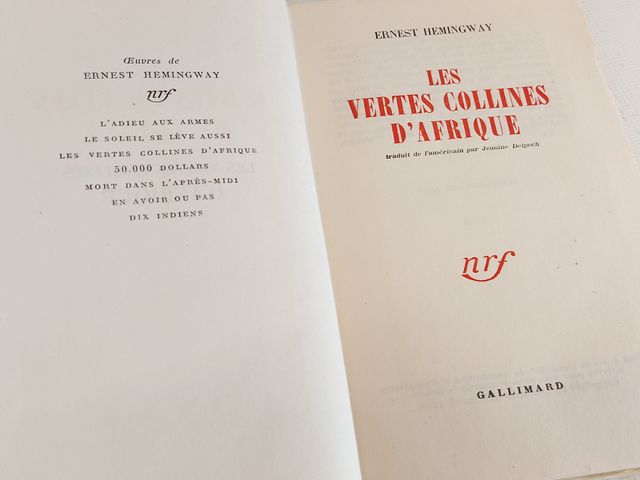 Œuvres de
ERNEST HEMINGWAY
nrf
L'ADIEU AUX ARMES
LE SOLEIL SE LÈVE AUSSI
LES VERTES COLLINES D'AFRIQUE
50.000 DOLLARS
MORT DANS L'APRÈS-MIDI
EN AVOIR OU PAS
DIX INDIENS
ERNEST HEMINGWAY
LES
VERTES COLLINES
D'AFRIQUE
traduit de l'américain par Jeanine Delpech
nrf
GALLIMARD